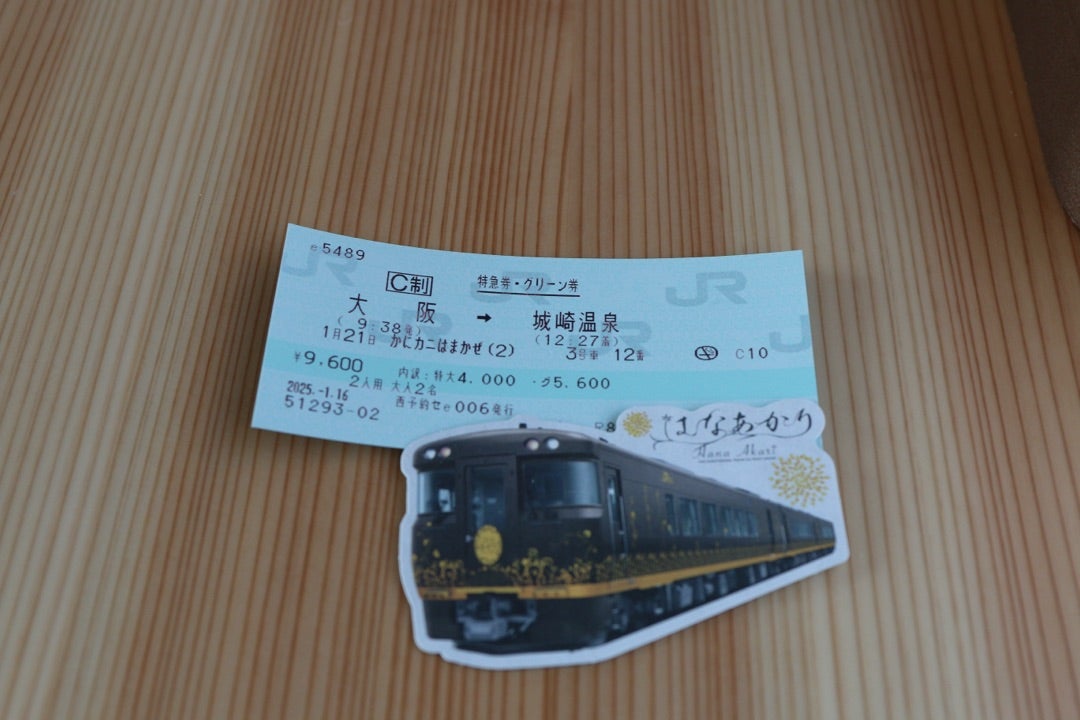 e5489
C制 特急券・グリーン券
大 阪 → 城崎温泉
( 9:38発) (12:27着)
1月21日 かにカニはまかぜ(2) 3号車 12番 C10
¥9,600 内訳:特大4,000 ・グ5,600
2人用 大人2名
2025.-1.16 西予約せe006発行
51293-02
はなあかり
Hana Akari